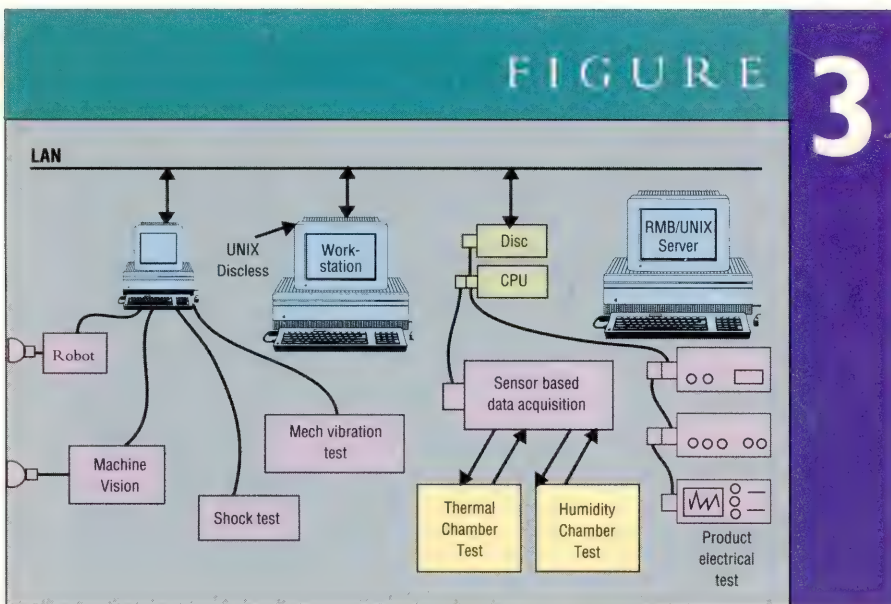 FIGURE
3
LAN
UNIX
Discless
Work-
station
Disc
CPU
RMB/UNIX
Server
Robot
Machine
Vision
Shock test
Mech vibration
test
Sensor based
data acquisition
Thermal
Chamber
Test
Humidity
Chamber
Test
Product
electrical
test